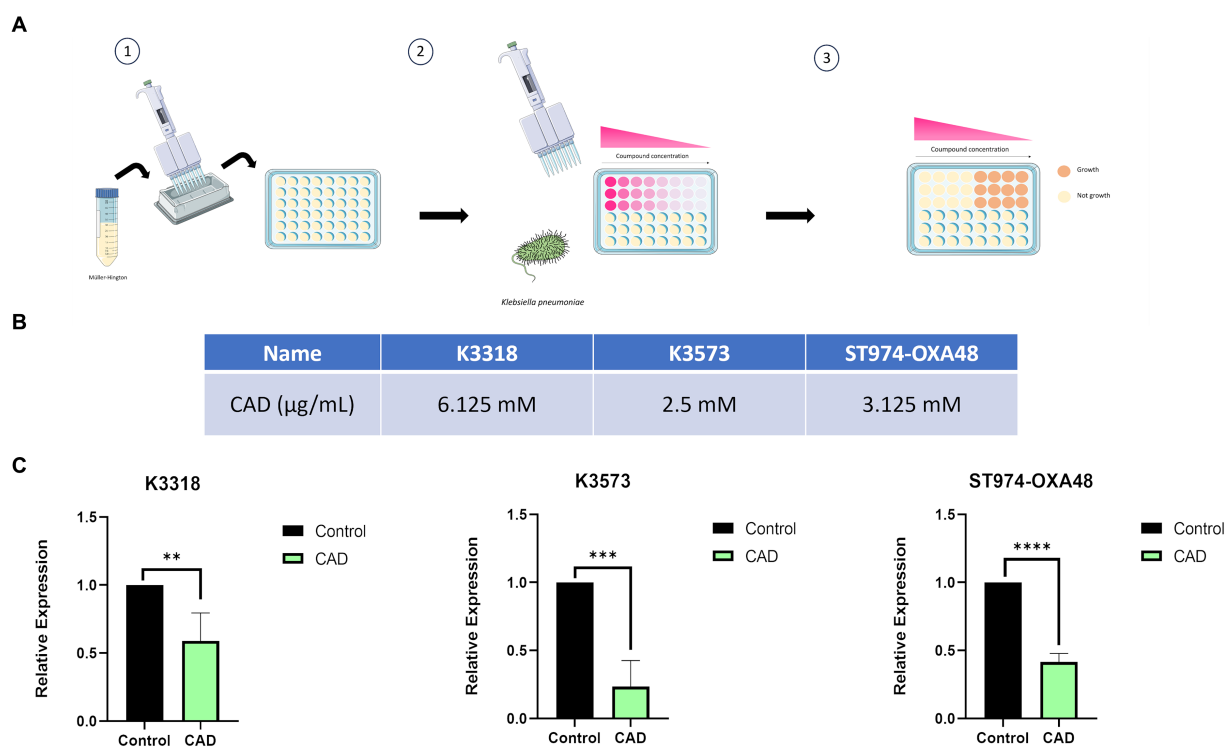 A
1
2
3
Müller-Hington
Coumpound concentration
Klebsiella pneumoniae
Coumpound concentration
Growth
Not growth
B
Name K3318 K3573 ST974-OXA48
CAD (µg/mL) 6.125 mM 2.5 mM 3.125 mM
C
K3318
Relative Expression
1.5
1.0
0.5
0.0
**
Control
CAD
Control CAD
K3573
Relative Expression
1.5
1.0
0.5
0.0
***
Control
CAD
Control CAD
ST974-OXA48
Relative Expression
1.5
1.0
0.5
0.0
****
Control
CAD
Control CAD